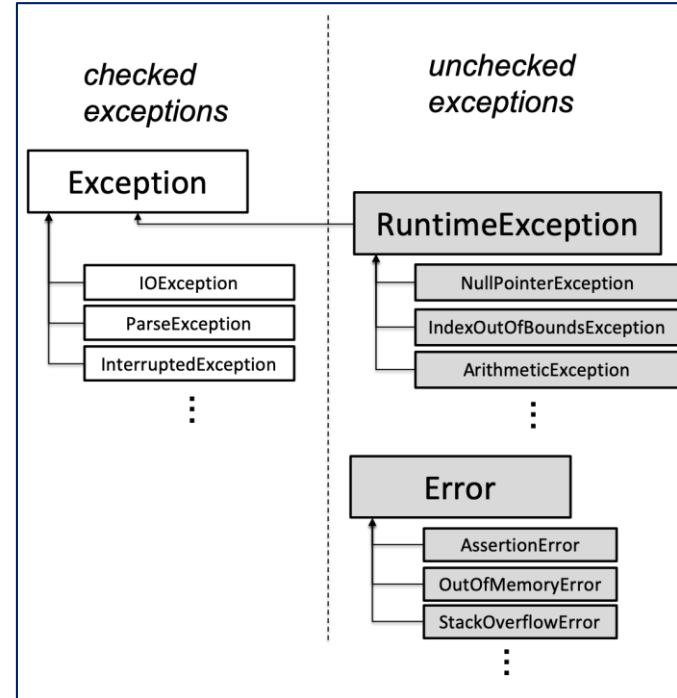 checked
exceptions
unchecked
exceptions
Exception
RuntimeException
IOException
ParseException
InterruptedException
⋮
NullPointerException
IndexOutOfBoundsException
ArithmeticException
⋮
Error
AssertionError
OutOfMemoryError
StackOverflowError
⋮